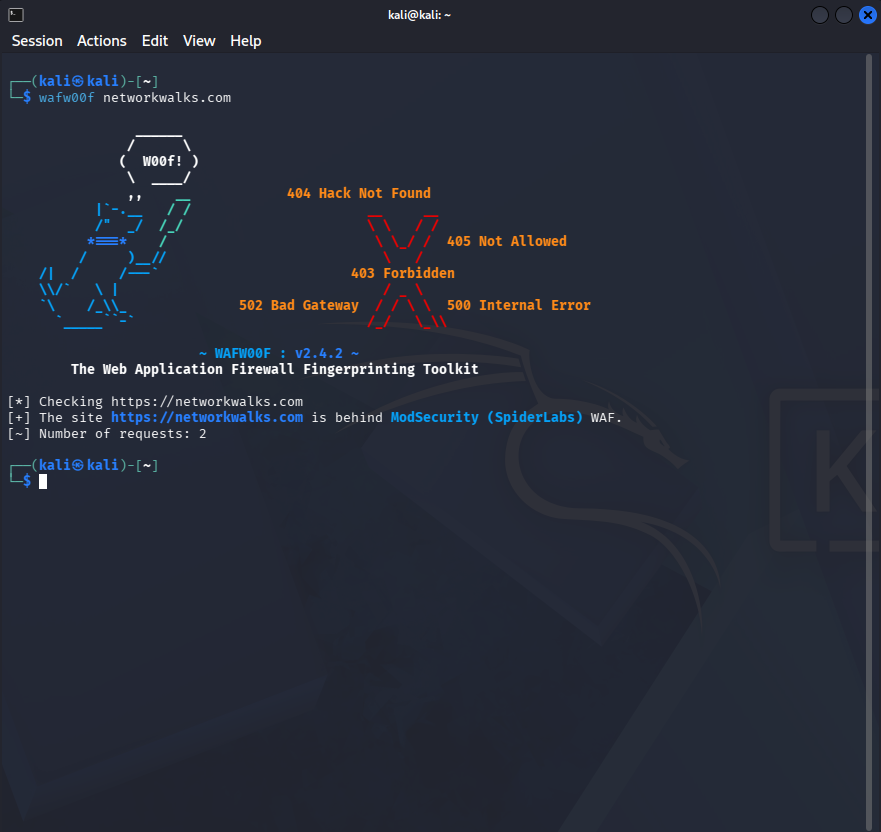 kali@kali: ~
Session Actions Edit View Help
┌──(kali㉿kali)-[~]
└─$ wafw00f networkwalks.com
W00f!
404 Hack Not Found
405 Not Allowed
403 Forbidden
502 Bad Gateway 500 Internal Error
~ WAFW00F : v2.4.2 ~
The Web Application Firewall Fingerprinting Toolkit
[*] Checking https://networkwalks.com
[+] The site https://networkwalks.com is behind ModSecurity (SpiderLabs) WAF.
[~] Number of requests: 2
┌──(kali㉿kali)-[~]
└─$